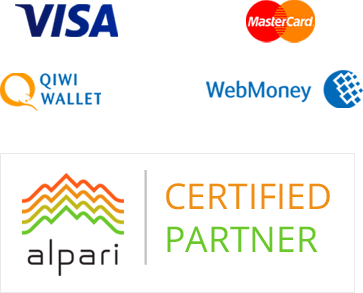 VISA
MasterCard
QIWI
WALLET
WebMoney
alpari
CERTIFIED
PARTNER